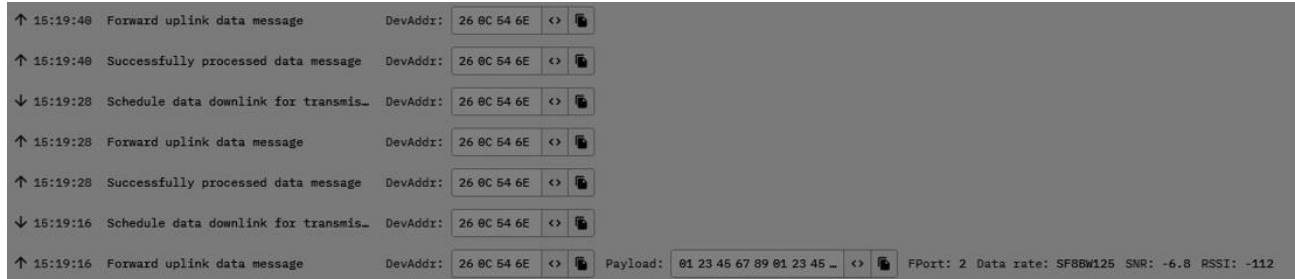 ↑ 15:19:40 Forward uplink data message DevAddr: 26 0C 54 6E <>
↑ 15:19:40 Successfully processed data message DevAddr: 26 0C 54 6E <>
↓ 15:19:28 Schedule data downlink for transmis… DevAddr: 26 0C 54 6E <>
↑ 15:19:28 Forward uplink data message DevAddr: 26 0C 54 6E <>
↑ 15:19:28 Successfully processed data message DevAddr: 26 0C 54 6E <>
↓ 15:19:16 Schedule data downlink for transmis… DevAddr: 26 0C 54 6E <>
↑ 15:19:16 Forward uplink data message DevAddr: 26 0C 54 6E <> Payload: 01 23 45 67 89 01 23 45 … <> FPort: 2 Data rate: SF8BW125 SNR: -6.8 RSSI: -112